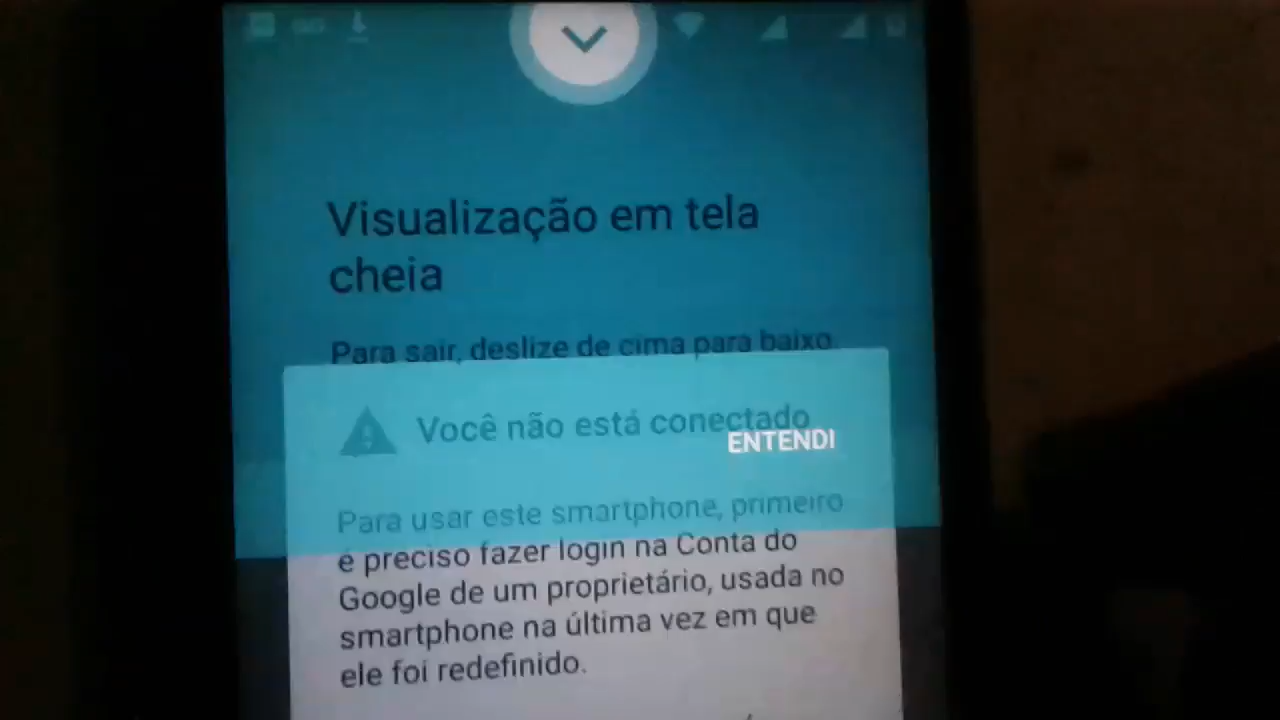 Visualização em tela
cheia
Para sair, deslize de cima para baixo.
Você não está conectado
ENTENDI
Para usar este smartphone, primeiro
é preciso fazer login na Conta do
Google de um proprietário, usada no
smartphone na última vez em que
ele foi redefinido.